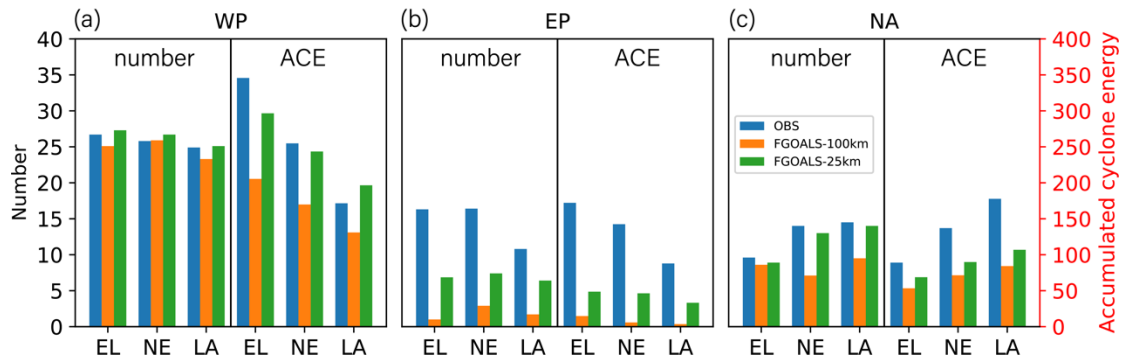 (a) WP (b) EP (c) NA
number ACE number ACE number ACE
40
35
30
25
20
15
10
5
0
Number
EL NE LA EL NE LA
EL NE LA EL NE LA
EL NE LA EL NE LA
OBS
FGOALS-100km
FGOALS-25km
400
350
300
250
200
150
100
50
0
Accumulated cyclone energy